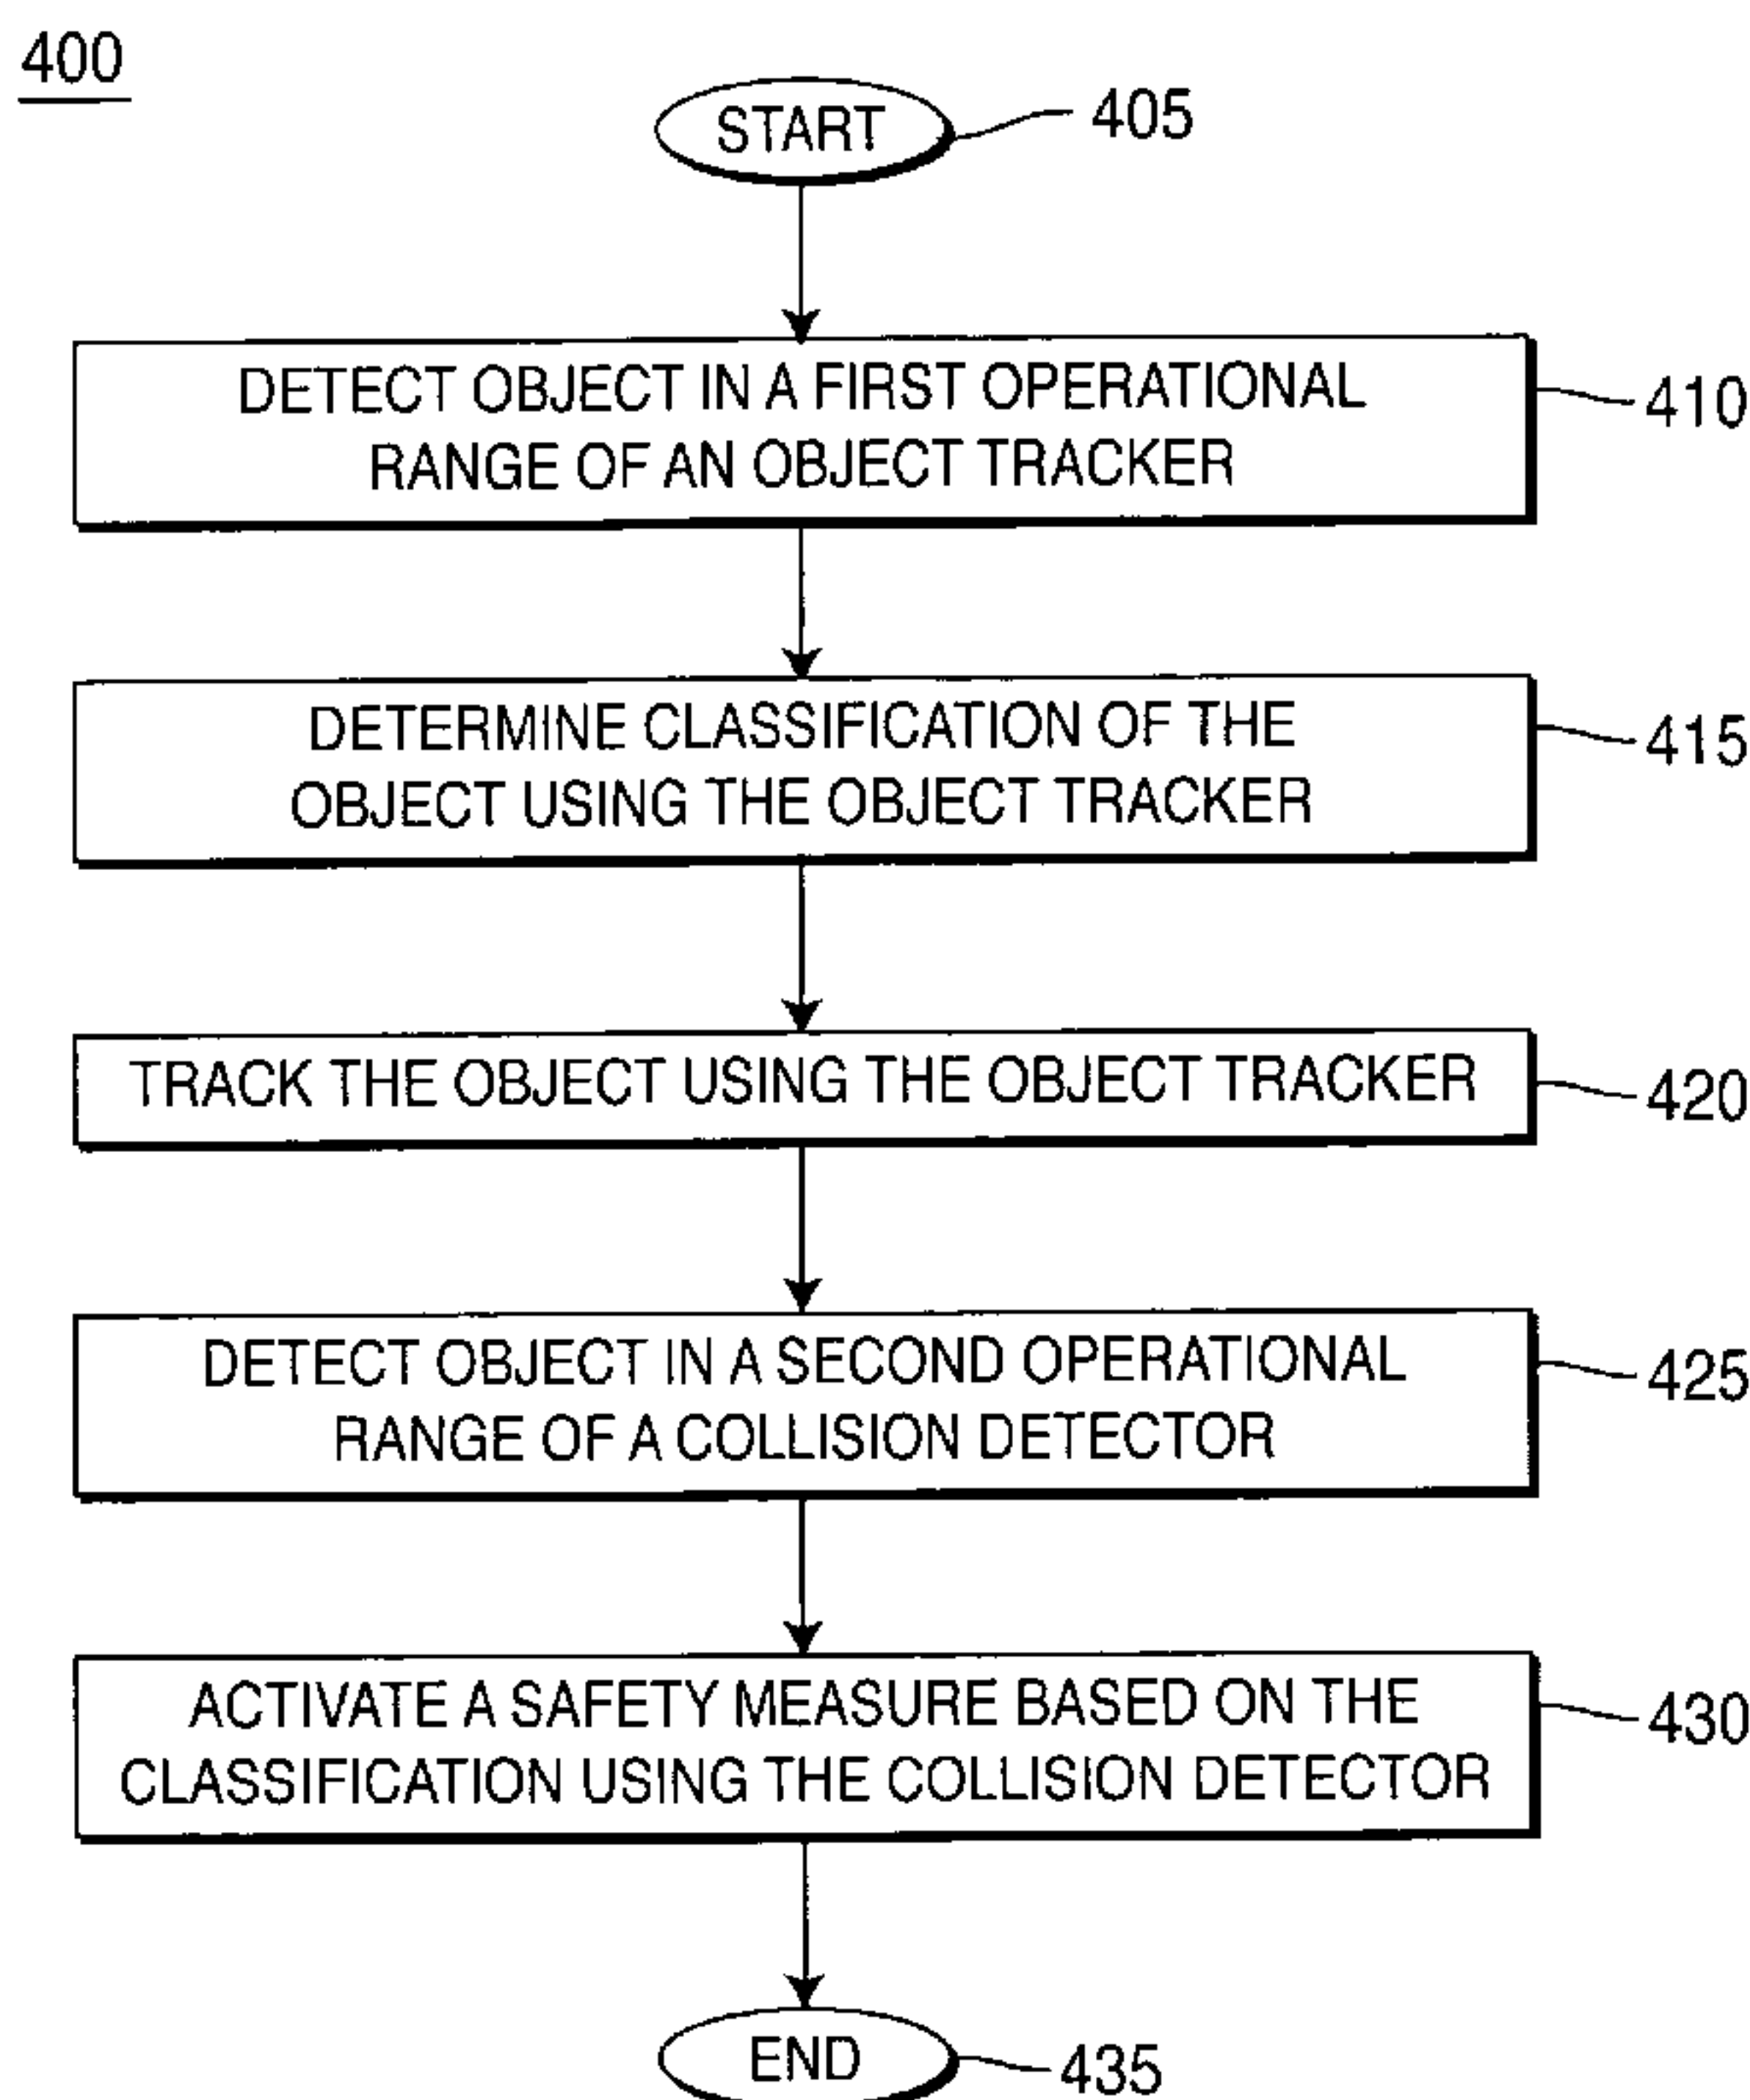 400
START
405
DETECT OBJECT IN A FIRST OPERATIONAL
RANGE OF AN OBJECT TRACKER
410
DETERMINE CLASSIFICATION OF THE
OBJECT USING THE OBJECT TRACKER
415
TRACK THE OBJECT USING THE OBJECT TRACKER
420
DETECT OBJECT IN A SECOND OPERATIONAL
RANGE OF A COLLISION DETECTOR
425
ACTIVATE A SAFETY MEASURE BASED ON THE
CLASSIFICATION USING THE COLLISION DETECTOR
430
END
435